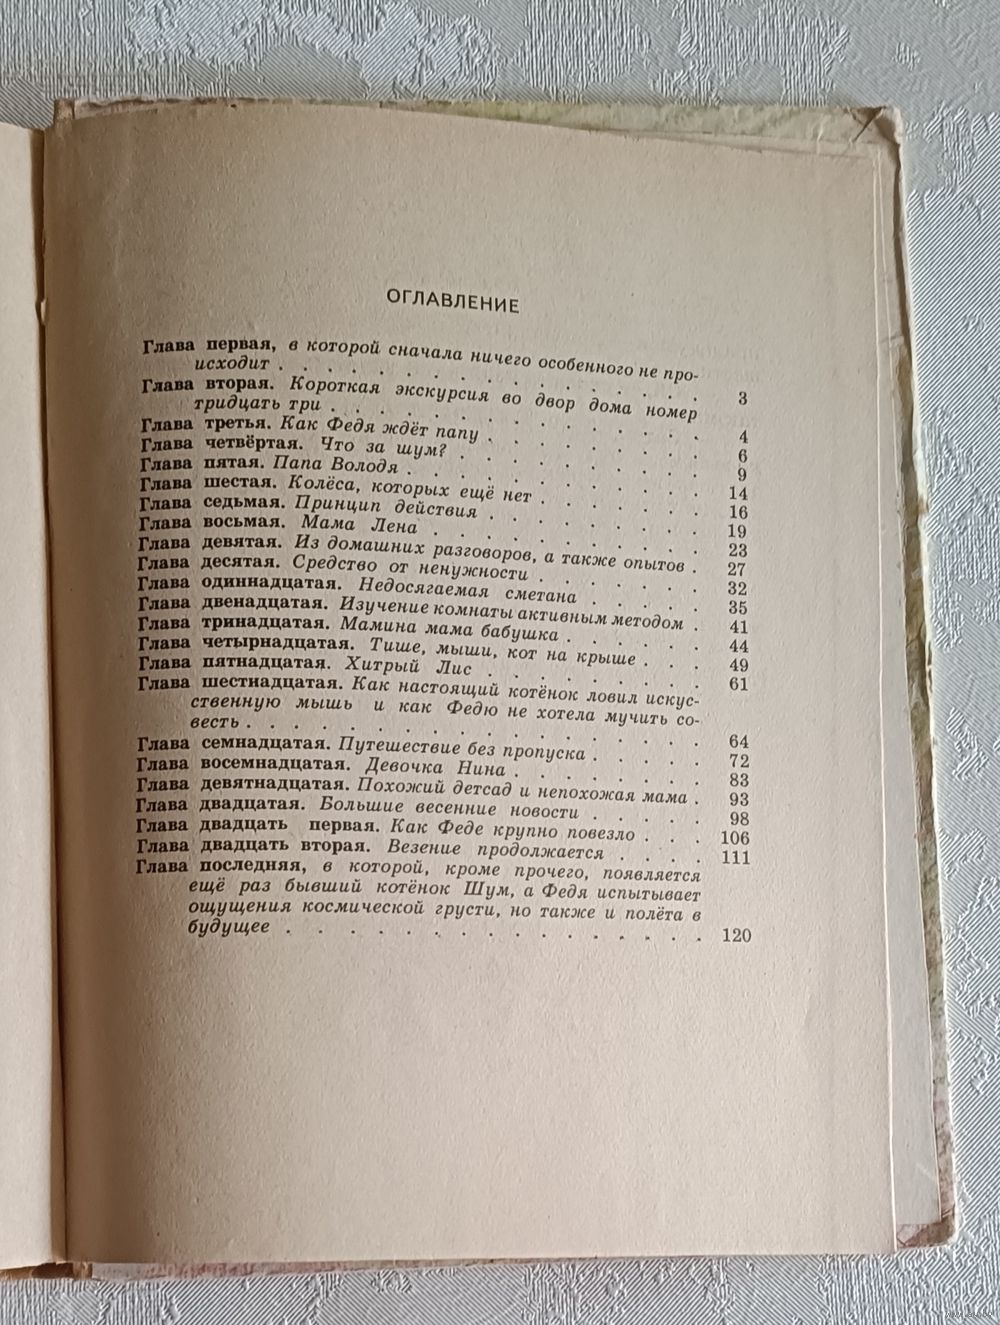 ОГЛАВЛЕНИЕ
Глава первая, в которой сначала ничего особенного не про-
исходит . . . . . . . . . . . . . . 3
Глава вторая. Короткая экскурсия во двор дома номер
тридцать три . . . . . . . . . . . . 4
Глава третья. Как Федя ждёт папу . . . . . . 6
Глава четвёртая. Что за шум? . . . . . . . 9
Глава пятая. Папа Володя . . . . . . . . . 14
Глава шестая. Колёса, которых ещё нет . . . . . 16
Глава седьмая. Принцип действия . . . . . . 19
Глава восьмая. Мама Лена . . . . . . . . 23
Глава девятая. Из домашних разговоров, а также опытов . 27
Глава десятая. Средство от ненужности . . . . . 32
Глава одиннадцатая. Недосягаемая сметана . . . . 35
Глава двенадцатая. Изучение комнаты активным методом . 41
Глава тринадцатая. Мамина мама бабушка . . . . 44
Глава четырнадцатая. Тише, мыши, кот на крыше . . . 49
Глава пятнадцатая. Хитрый Лис . . . . . . . 61
Глава шестнадцатая. Как настоящий котёнок ловил искус-
ственную мышь и как Федю не хотела мучить со-
весть . . . . . . . . . . . . . . . 64
Глава семнадцатая. Путешествие без пропуска . . . . 72
Глава восемнадцатая. Девочка Нина . . . . . . 83
Глава девятнадцатая. Похожий детсад и непохожая мама . 93
Глава двадцатая. Большие весенние новости . . . . 98
Глава двадцать первая. Как Феде крупно повезло . . . 106
Глава двадцать вторая. Везение продолжается . . . . 111
Глава последняя, в которой, кроме прочего, появляется
ещё раз бывший котёнок Шум, а Федя испытывает
ощущения космической грусти, но также и полёта в
будущее . . . . . . . . . . . . . . 120